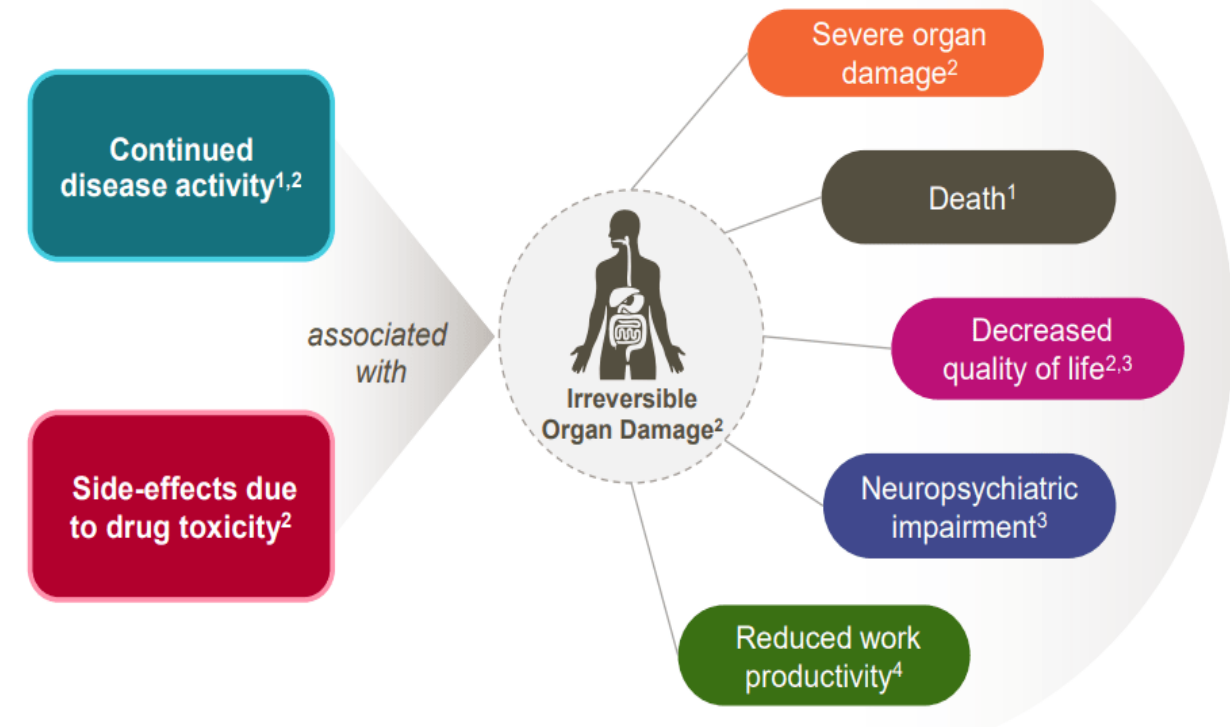 Severe organ
damage²
Continued
disease activity¹,²
Death¹
associated
with
Irreversible
Organ Damage²
Decreased
quality of life²,³
Side-effects due
to drug toxicity²
Neuropsychiatric
impairment³
Reduced work
productivity⁴